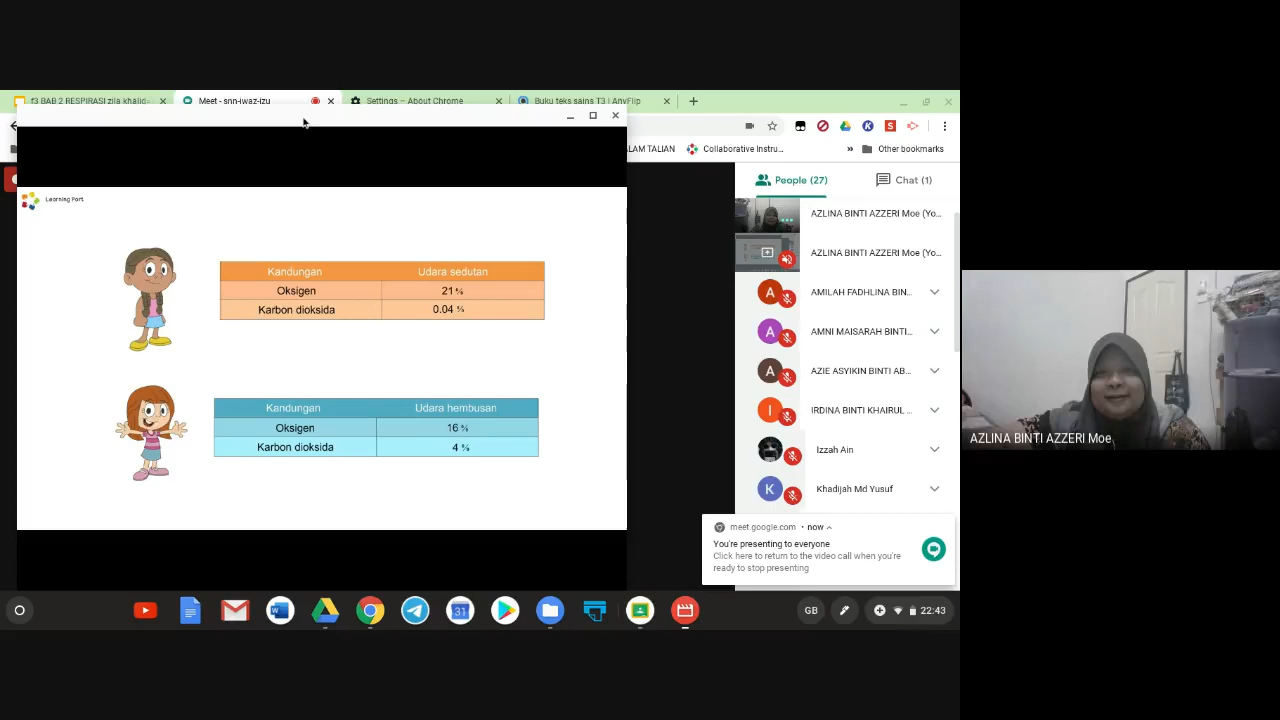 f3 BAB 2 RESPIRASI zila khalid=
Meet - snn-iwaz-izu
Settings – About Chrome
Buku teks sains T3 | AnyFlip
ALAM TALIAN
Collaborative Instru...
»
Other bookmarks
People (27)
Chat (1)
Learning Port
Kandungan Udara sedutan
Oksigen 21 %
Karbon dioksida 0.04 %
Kandungan Udara hembusan
Oksigen 16 %
Karbon dioksida 4 %
AZLINA BINTI AZZERI Moe (Yo...
AZLINA BINTI AZZERI Moe (Yo...
A AMILAH FADHLINA BIN...
A AMNI MAISARAH BINTI...
A AZIE ASYIKIN BINTI AB...
I IRDINA BINTI KHAIRUL ...
Izzah Ain
K Khadijah Md Yusuf
meet.google.com • now
You're presenting to everyone
Click here to return to the video call when you're
ready to stop presenting
AZLINA BINTI AZZERI Moe
31
GB
22:43